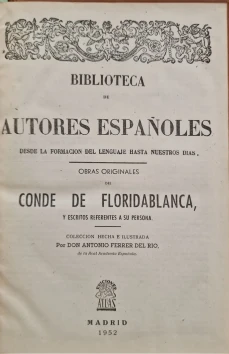 BIBLIOTECA
DE
AUTORES ESPAÑOLES
DESDE LA FORMACION DEL LENGUAJE HASTA NUESTROS DIAS.
OBRAS ORIGINALES
DEL
CONDE DE FLORIDABLANCA,
Y ESCRITOS REFERENTES A SU PERSONA.
COLECCION HECHA E ILUSTRADA
Por DON ANTONIO FERRER DEL RIO,
de la Real Academia Española.
ATLAS
MADRID
1952